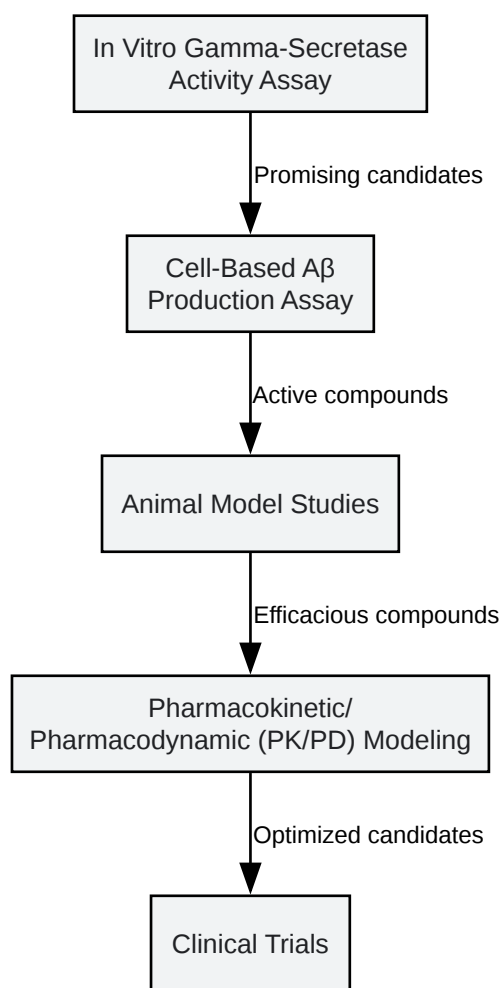 In Vitro Gamma-Secretase
Activity Assay
Promising candidates
Cell-Based Aβ
Production Assay
Active compounds
Animal Model Studies
Efficacious compounds
Pharmacokinetic/
Pharmacodynamic (PK/PD) Modeling
Optimized candidates
Clinical Trials